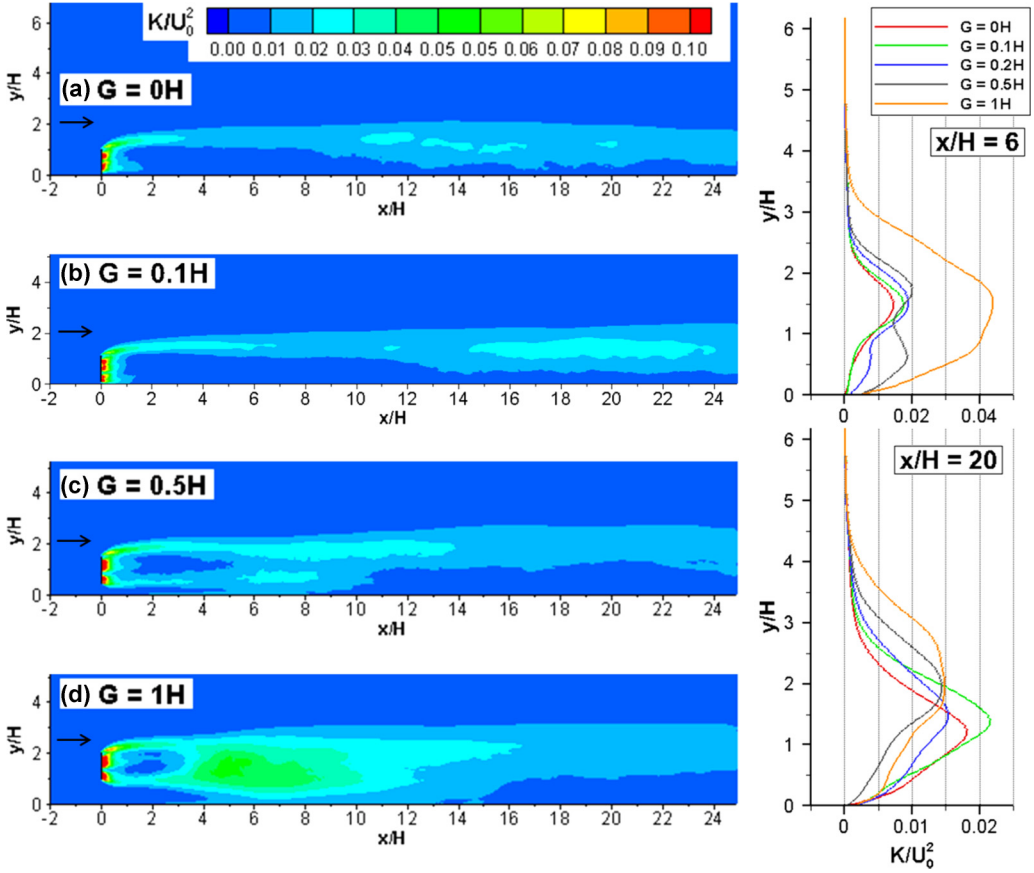 K/U₀²
0.00 0.01 0.02 0.03 0.04 0.05 0.05 0.06 0.07 0.08 0.09 0.10
(a) G = 0H
y/H
6
4
2
0
-2 0 2 4 6 8 10 12 14 16 18 20 22 24
x/H
(b) G = 0.1H
y/H
4
2
0
-2 0 2 4 6 8 10 12 14 16 18 20 22 24
x/H
(c) G = 0.5H
y/H
4
2
0
-2 0 2 4 6 8 10 12 14 16 18 20 22 24
x/H
(d) G = 1H
y/H
4
2
0
-2 0 2 4 6 8 10 12 14 16 18 20 22 24
x/H
G = 0H
G = 0.1H
G = 0.2H
G = 0.5H
G = 1H
x/H = 6
y/H
6
5
4
3
2
1
0
0 0.02 0.04
x/H = 20
y/H
6
5
4
3
2
1
0
0 0.01 0.02
K/U₀²